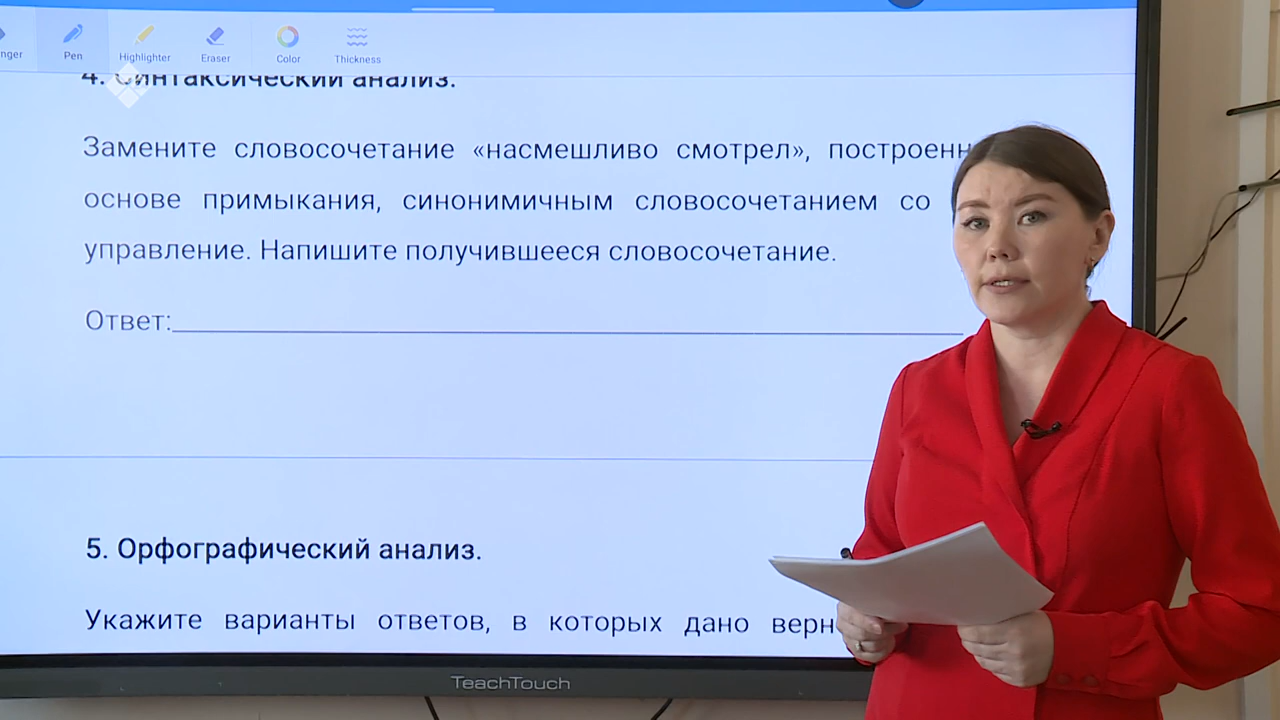 nger Pen Highlighter Eraser Color Thickness
4. Синтаксический анализ.
Замените словосочетание «насмешливо смотрел», построенн
основе примыкания, синонимичным словосочетанием со
управление. Напишите получившееся словосочетание.
Ответ:
5. Орфографический анализ.
Укажите варианты ответов, в которых дано верн
TeachTouch